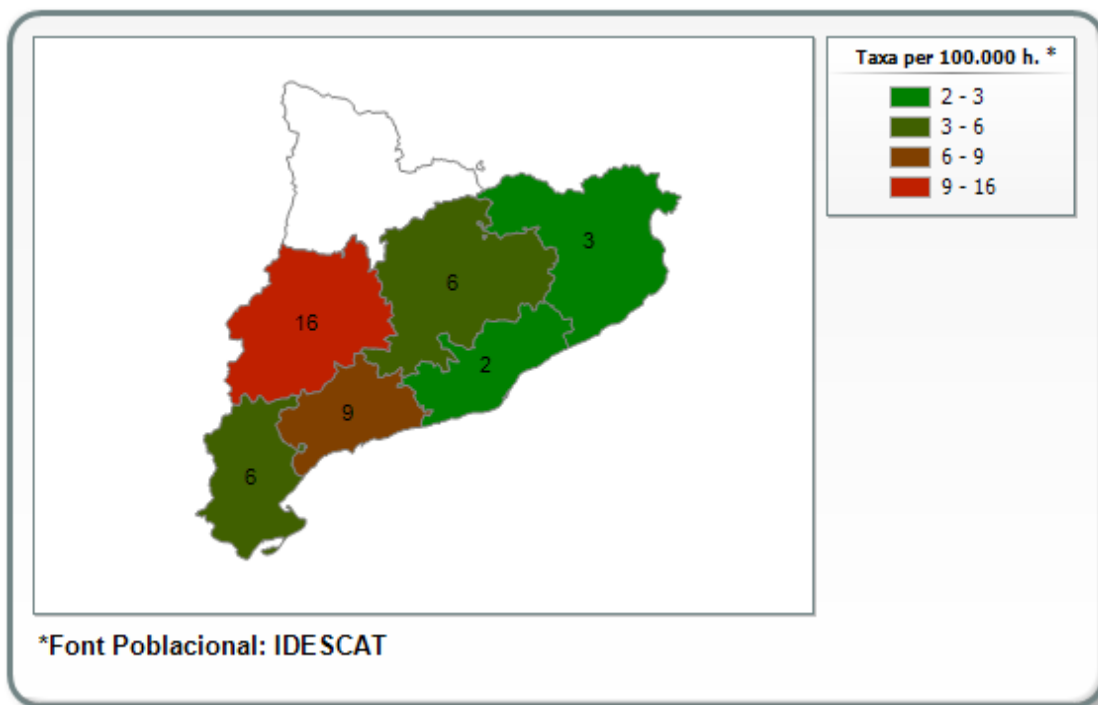 Taxa per 100.000 h. *
2 - 3
3 - 6
6 - 9
9 - 16
3
6
16
2
9
6
*Font Poblacional: IDESCAT